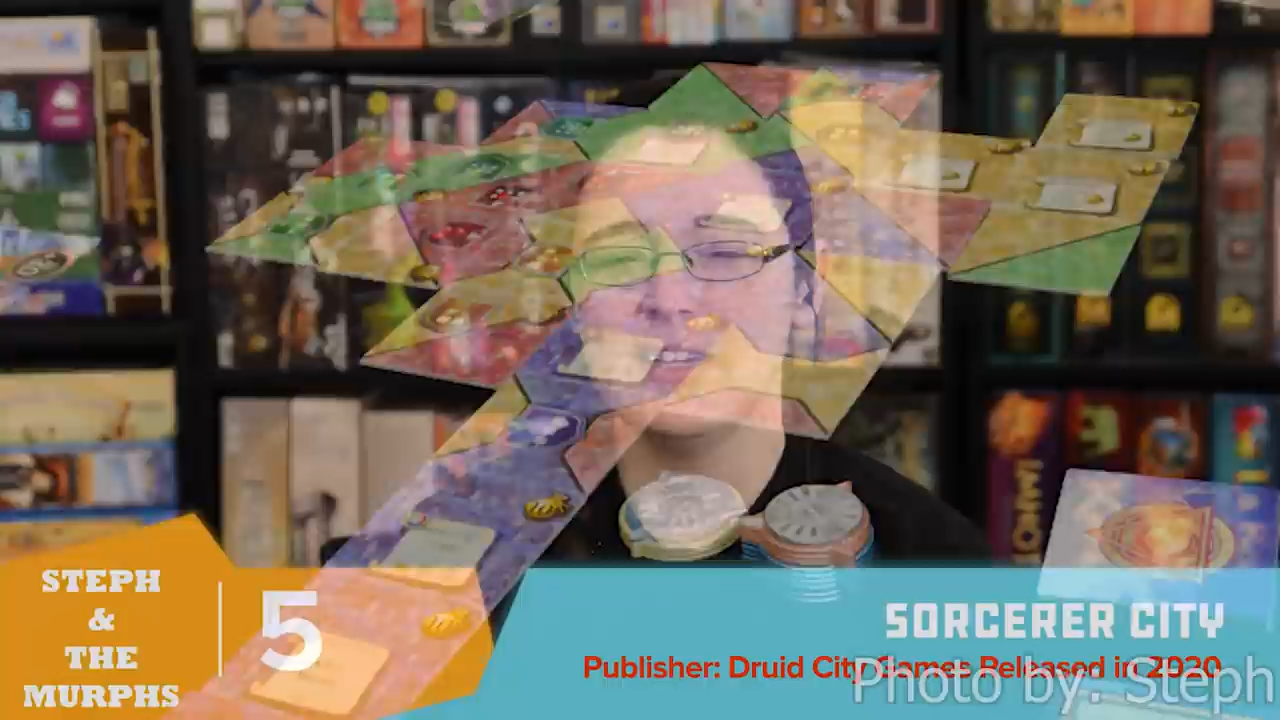 STEPH
&
THE
MURPHS
5
SORCERER CITY
Publisher: Druid City Games Released in 2020
Photo by: Steph